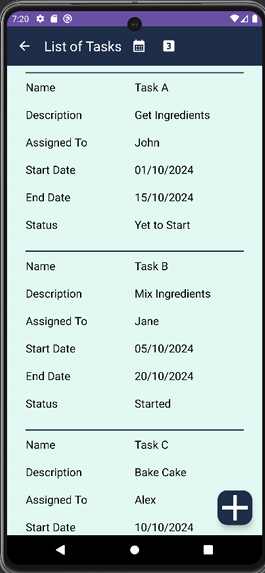 7:20
List of Tasks 3
Name Task A
Description Get Ingredients
Assigned To John
Start Date 01/10/2024
End Date 15/10/2024
Status Yet to Start
Name Task B
Description Mix Ingredients
Assigned To Jane
Start Date 05/10/2024
End Date 20/10/2024
Status Started
Name Task C
Description Bake Cake
Assigned To Alex
Start Date 10/10/2024